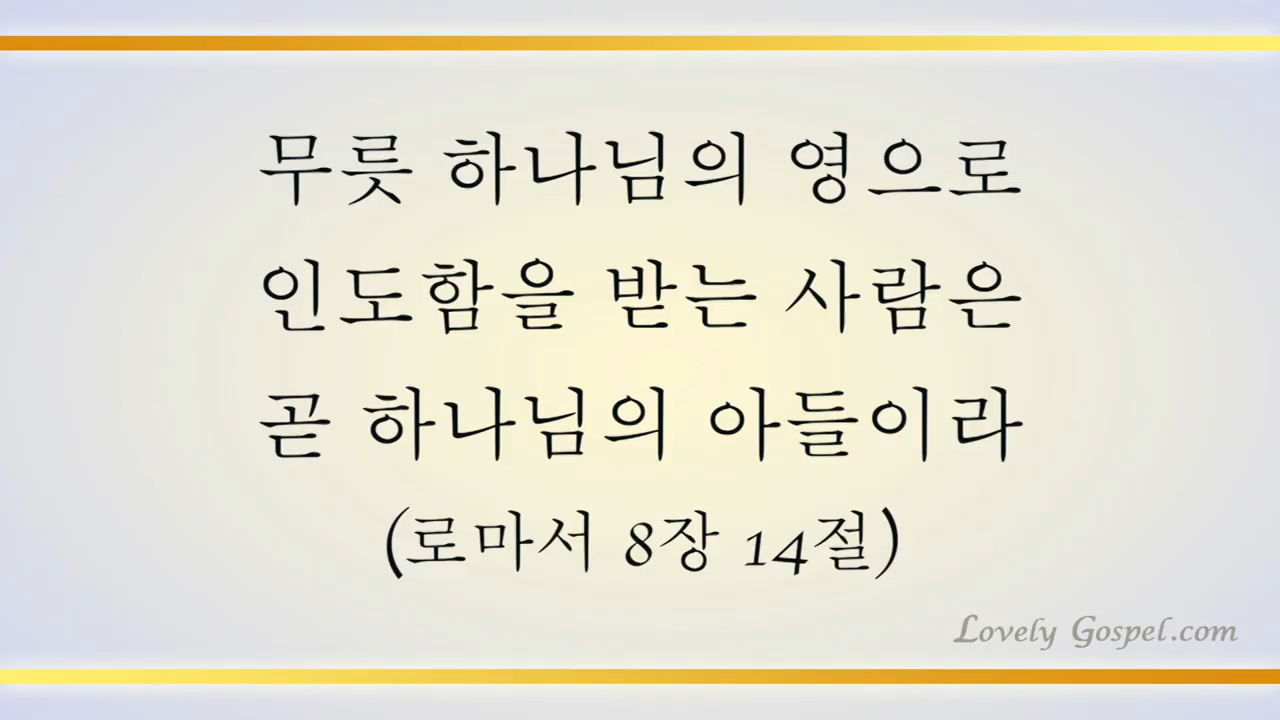 무릇 하나님의 영으로
인도함을 받는 사람은
곧 하나님의 아들이라
(로마서 8장 14절)
Lovely Gospel.com